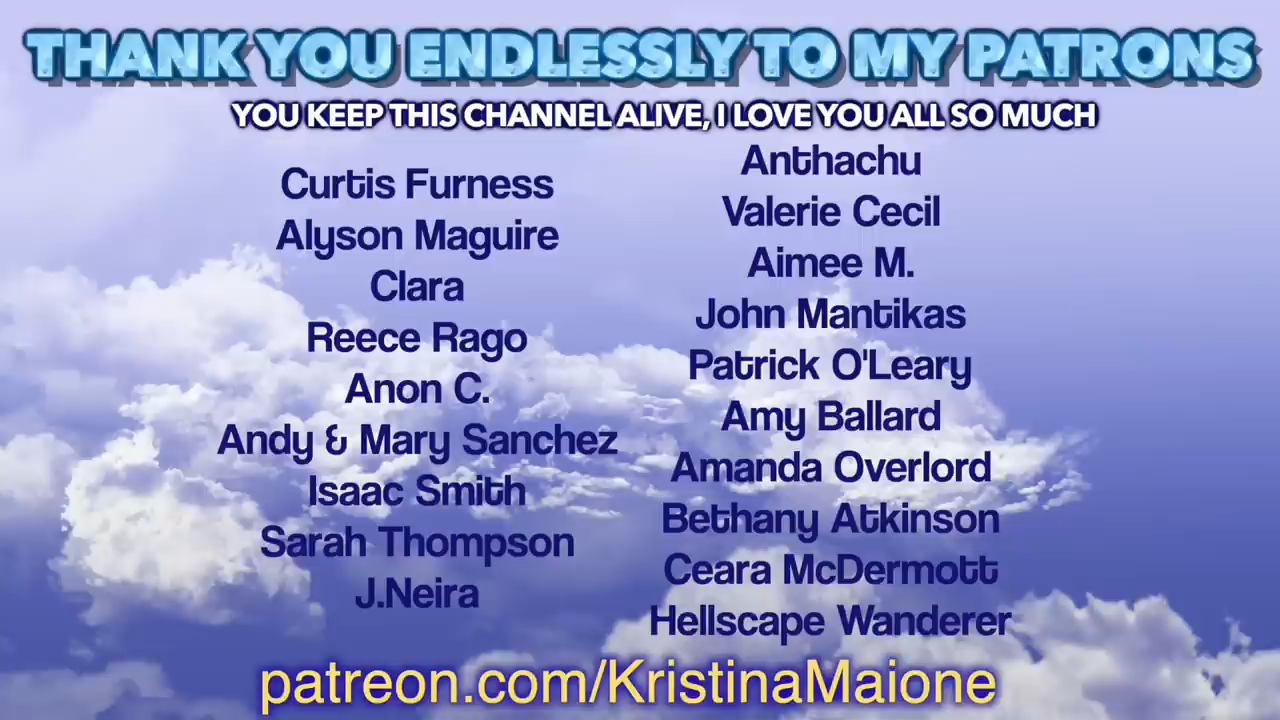 THANK YOU ENDLESSLY TO MY PATRONS
YOU KEEP THIS CHANNEL ALIVE, I LOVE YOU ALL SO MUCH
Curtis Furness
Alyson Maguire
Clara
Reece Rago
Anon C.
Andy & Mary Sanchez
Isaac Smith
Sarah Thompson
J.Neira
Anthachu
Valerie Cecil
Aimee M.
John Mantikas
Patrick O'Leary
Amy Ballard
Amanda Overlord
Bethany Atkinson
Ceara McDermott
Hellscape Wanderer
patreon.com/KristinaMaione